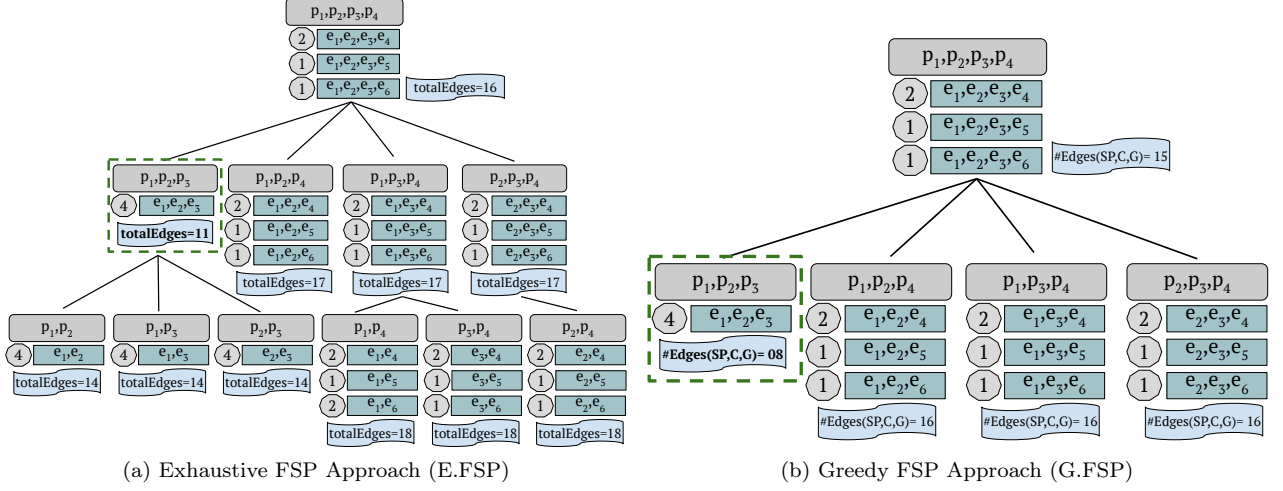 p₁,p₂,p₃,p₄
2 e₁,e₂,e₃,e₄
1 e₁,e₂,e₃,e₅
1 e₁,e₂,e₃,e₆ totalEdges=16
p₁,p₂,p₃ p₁,p₂,p₄ p₁,p₃,p₄ p₂,p₃,p₄
4 e₁,e₂,e₃ 2 e₁,e₂,e₄ 2 e₁,e₃,e₄ 2 e₂,e₃,e₄
totalEdges=11 1 e₁,e₂,e₅ 1 e₁,e₃,e₅ 1 e₂,e₃,e₅
1 e₁,e₂,e₆ 1 e₁,e₃,e₆ 1 e₂,e₃,e₆
totalEdges=17 totalEdges=17 totalEdges=17
p₁,p₂ p₁,p₃ p₂,p₃ p₁,p₄ p₃,p₄ p₂,p₄
4 e₁,e₂ 4 e₁,e₃ 4 e₂,e₃ 2 e₁,e₄ 2 e₃,e₄ 2 e₂,e₄
totalEdges=14 totalEdges=14 totalEdges=14 1 e₁,e₅ 1 e₃,e₅ 1 e₂,e₅
2 e₁,e₆ 1 e₃,e₆ 1 e₂,e₆
totalEdges=18 totalEdges=18 totalEdges=18
(a) Exhaustive FSP Approach (E.FSP)
p₁,p₂,p₃,p₄
2 e₁,e₂,e₃,e₄
1 e₁,e₂,e₃,e₅
1 e₁,e₂,e₃,e₆ #Edges(SP,C,G)= 15
p₁,p₂,p₃ p₁,p₂,p₄ p₁,p₃,p₄ p₂,p₃,p₄
4 e₁,e₂,e₃ 2 e₁,e₂,e₄ 2 e₁,e₃,e₄ 2 e₂,e₃,e₄
#Edges(SP,C,G)= 08 1 e₁,e₂,e₅ 1 e₁,e₃,e₅ 1 e₂,e₃,e₅
1 e₁,e₂,e₆ 1 e₁,e₃,e₆ 1 e₂,e₃,e₆
#Edges(SP,C,G)= 16 #Edges(SP,C,G)= 16 #Edges(SP,C,G)= 16
(b) Greedy FSP Approach (G.FSP)